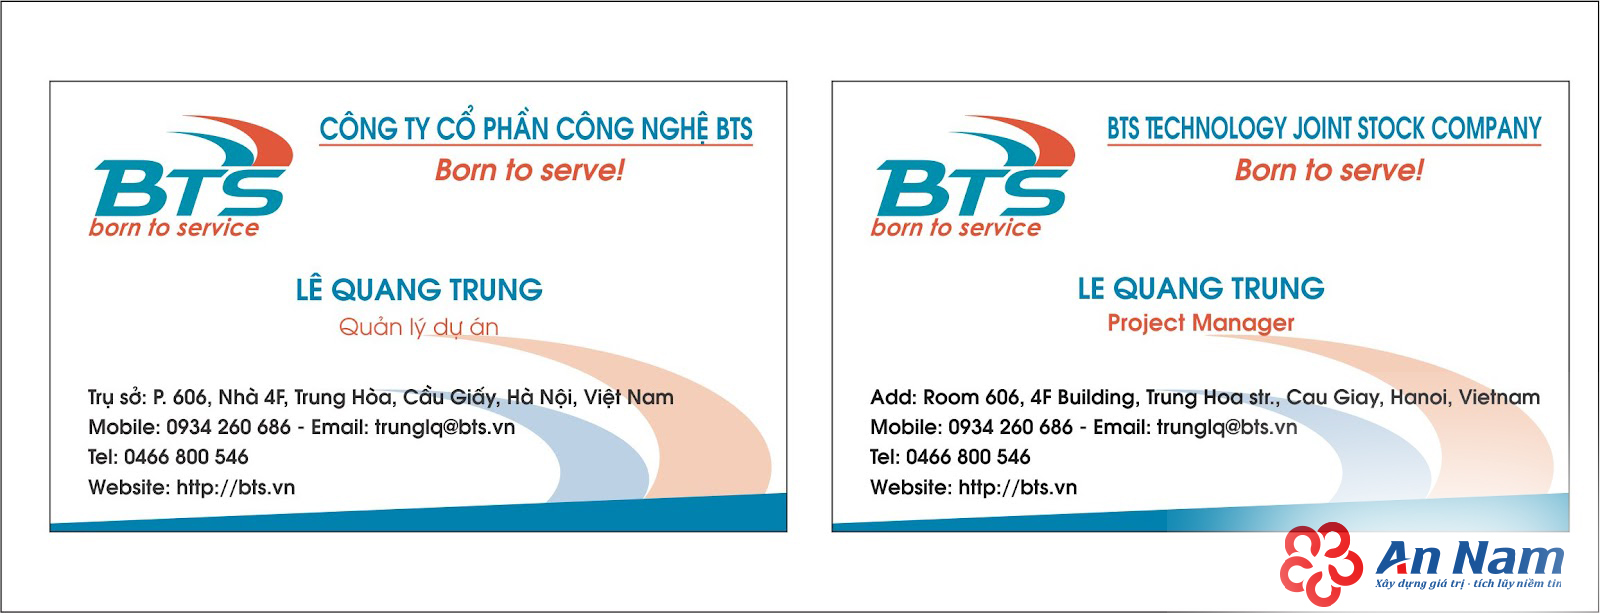 BTS
born to service
CÔNG TY CỔ PHẦN CÔNG NGHỆ BTS
Born to serve!
LÊ QUANG TRUNG
Quản lý dự án
Trụ sở: P. 606, Nhà 4F, Trung Hòa, Cầu Giấy, Hà Nội, Việt Nam
Mobile: 0934 260 686 - Email: trunglq@bts.vn
Tel: 0466 800 546
Website: http://bts.vn
BTS
born to service
BTS TECHNOLOGY JOINT STOCK COMPANY
Born to serve!
LE QUANG TRUNG
Project Manager
Add: Room 606, 4F Building, Trung Hoa str., Cau Giay, Hanoi, Vietnam
Mobile: 0934 260 686 - Email: trunglq@bts.vn
Tel: 0466 800 546
Website: http://bts.vn
An Nam
Xây dựng giá trị - tích lũy niềm tin